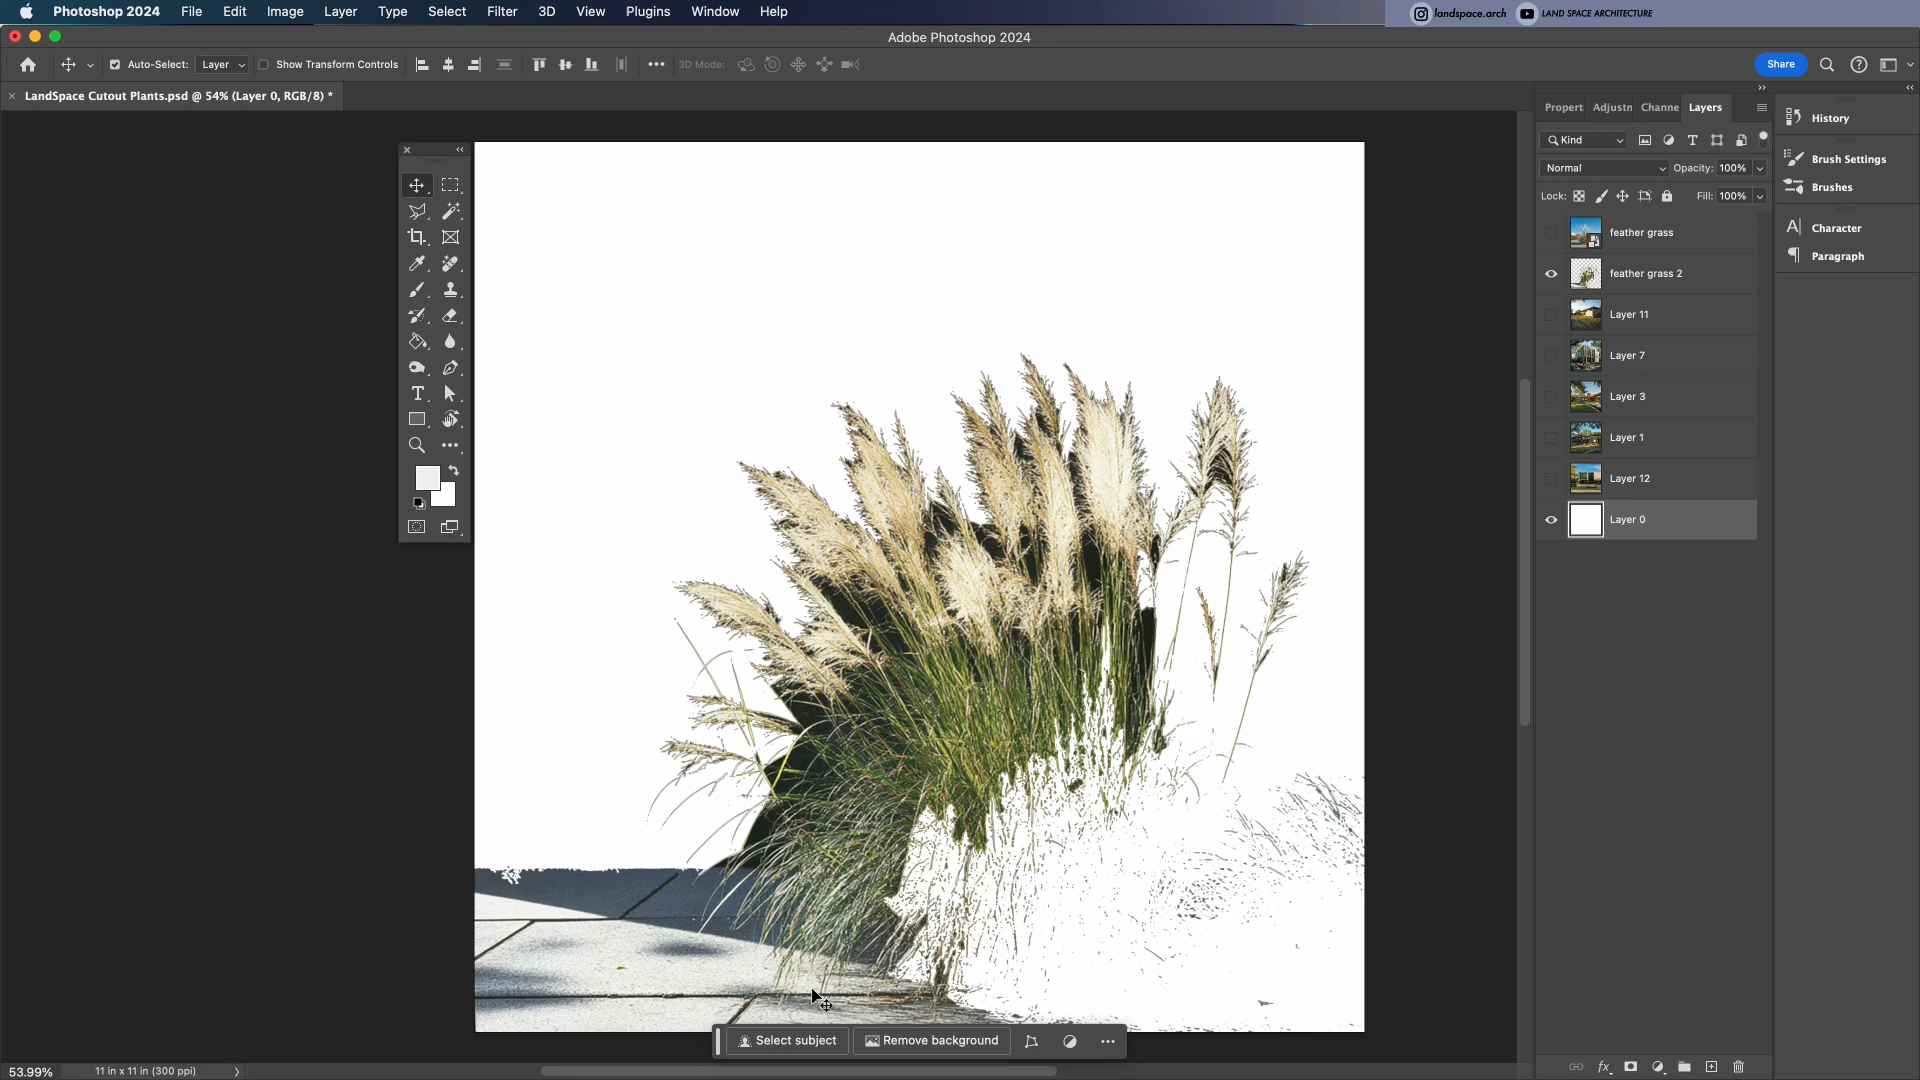 Photoshop 2024 File Edit Image Layer Type Select Filter 3D View Plugins Window Help
landspace.arch LAND SPACE ARCHITECTURE
Adobe Photoshop 2024
Auto-Select: Layer Show Transform Controls 3D Mode: Share
LandSpace Cutout Plants.psd @ 54% (Layer 0, RGB/8) *
Propert Adjustn Channe Layers
Kind
Normal Opacity: 100%
Lock: Fill: 100%
feather grass
feather grass 2
Layer 11
Layer 7
Layer 3
Layer 1
Layer 12
Layer 0
History
Brush Settings
Brushes
Character
Paragraph
Select subject Remove background
53.99% 11 in x 11 in (300 ppi)